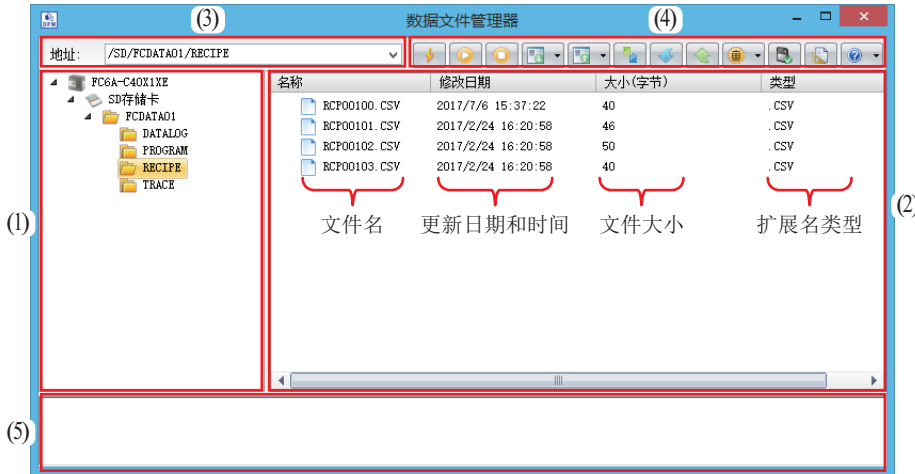 (3)
(4)
DFM
数据文件管理器
地址: /SD/FCDATA01/RECIPE
FC6A-C40X1XE
SD存储卡
FCDATA01
DATALOG
PROGRAM
RECIPE
TRACE
名称 修改日期 大小(字节) 类型
RCP00100.CSV 2017/7/6 15:37:22 40 .CSV
RCP00101.CSV 2017/2/24 16:20:58 46 .CSV
RCP00102.CSV 2017/2/24 16:20:58 50 .CSV
RCP00103.CSV 2017/2/24 16:20:58 40 .CSV
文件名 更新日期和时间 文件大小 扩展名类型
(1)
(2)
(5)